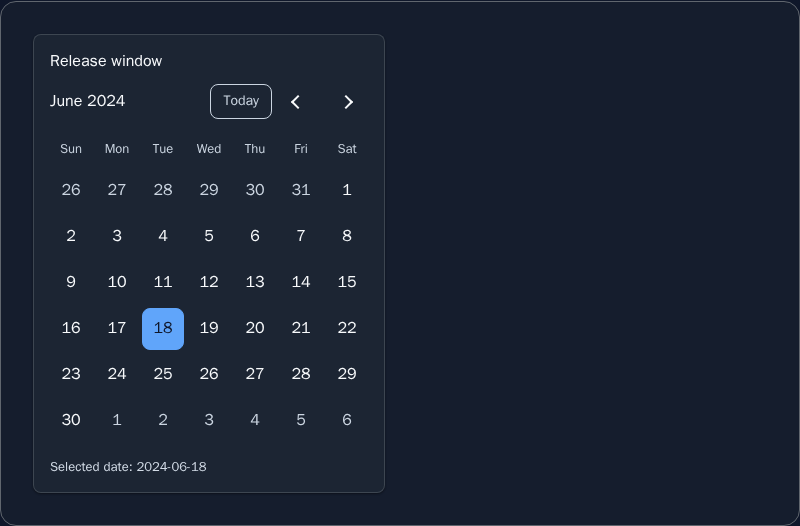 Release window
June 2024 Today
Sun Mon Tue Wed Thu Fri Sat
26 27 28 29 30 31 1
2 3 4 5 6 7 8
9 10 11 12 13 14 15
16 17 18 19 20 21 22
23 24 25 26 27 28 29
30 1 2 3 4 5 6
Selected date: 2024-06-18